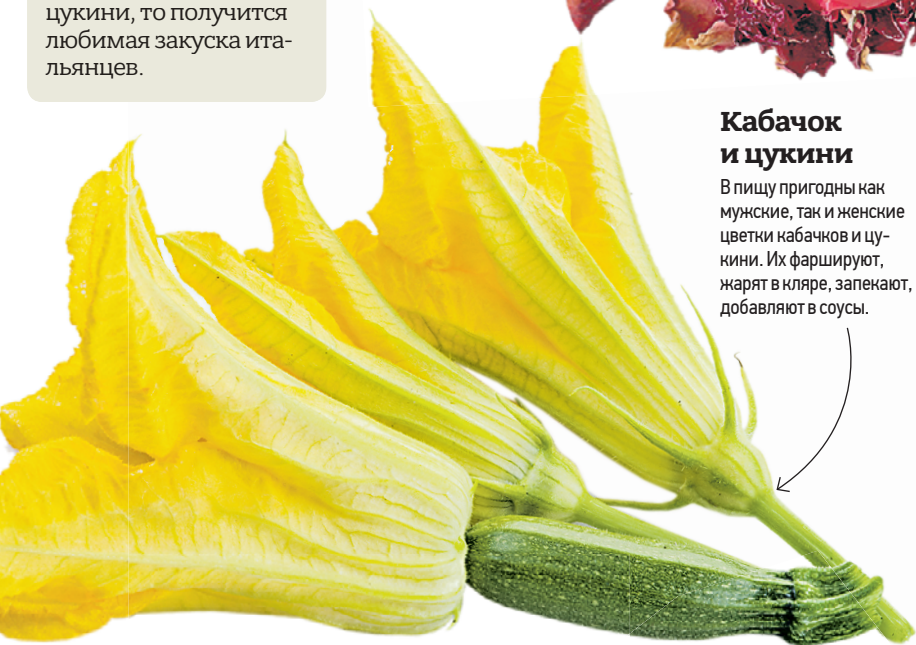 цукини, то получится
любимая закуска ита-
льянцев.
Кабачок
и цукини
В пищу пригодны как
мужские, так и женские
цветки кабачков и цу-
кини. Их фаршируют,
жарят в кляре, запекают,
добавляют в соусы.